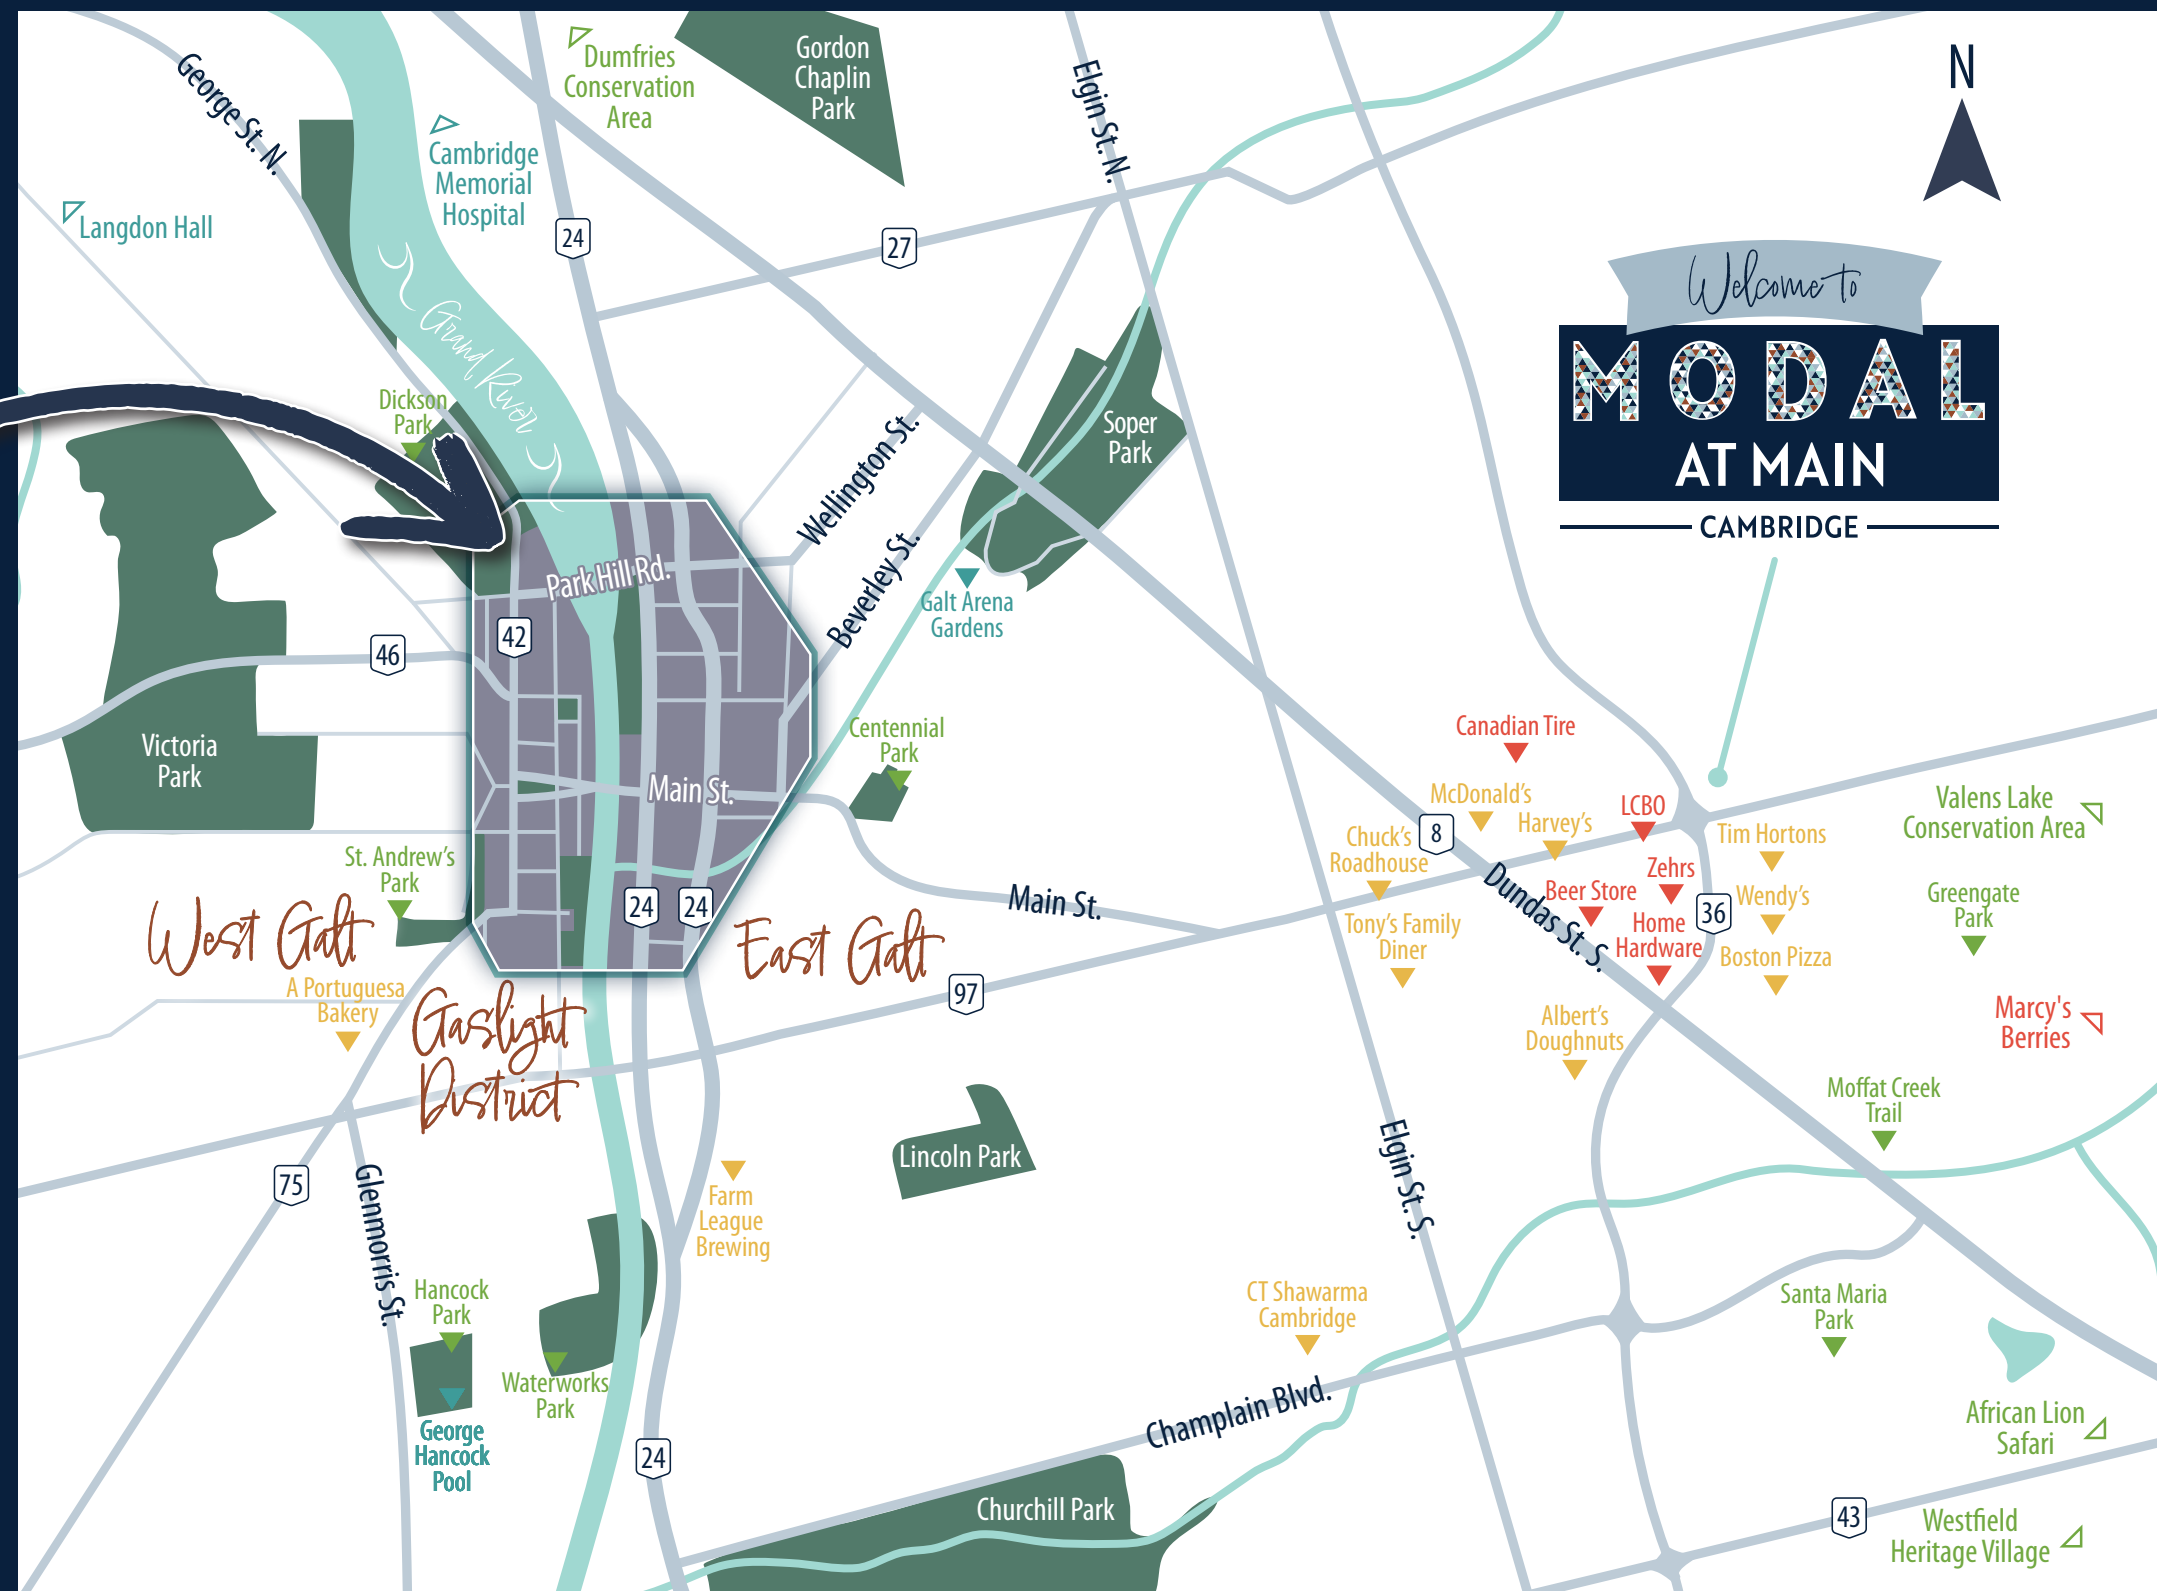 Dumfries
Conservation
Area
Gordon
Chaplin
Park
N
George St. N.
Elgin St. N.
Cambridge
Memorial
Hospital
Langdon Hall
24
27
Welcome to
MODAL
AT MAIN
CAMBRIDGE
Grand River
Dickson
Park
Soper
Park
Wellington St.
Beverley St.
Park Hill Rd.
Galt Arena
Gardens
42
46
Victoria
Park
Centennial
Park
Main St.
Canadian Tire
McDonald's
Harvey's
LCBO
Chuck's
Roadhouse
8
Tim Hortons
Valens Lake
Conservation Area
St. Andrew's
Park
Zehrs
Beer Store
Dundas St. S.
Wendy's
36
Greengate
Park
24
24
Main St.
West Galt
East Galt
Tony's Family
Diner
Home
Hardware
Boston Pizza
A Portuguesa
Bakery
97
Gaslight
District
Albert's
Doughnuts
Marcy's
Berries
Moffat Creek
Trail
Lincoln Park
75
Glenmorris St.
Elgin St. S.
Farm
League
Brewing
Hancock
Park
CT Shawarma
Cambridge
Santa Maria
Park
Waterworks
Park
George
Hancock
Pool
Champlain Blvd.
24
African Lion
Safari
Churchill Park
43
Westfield
Heritage Village